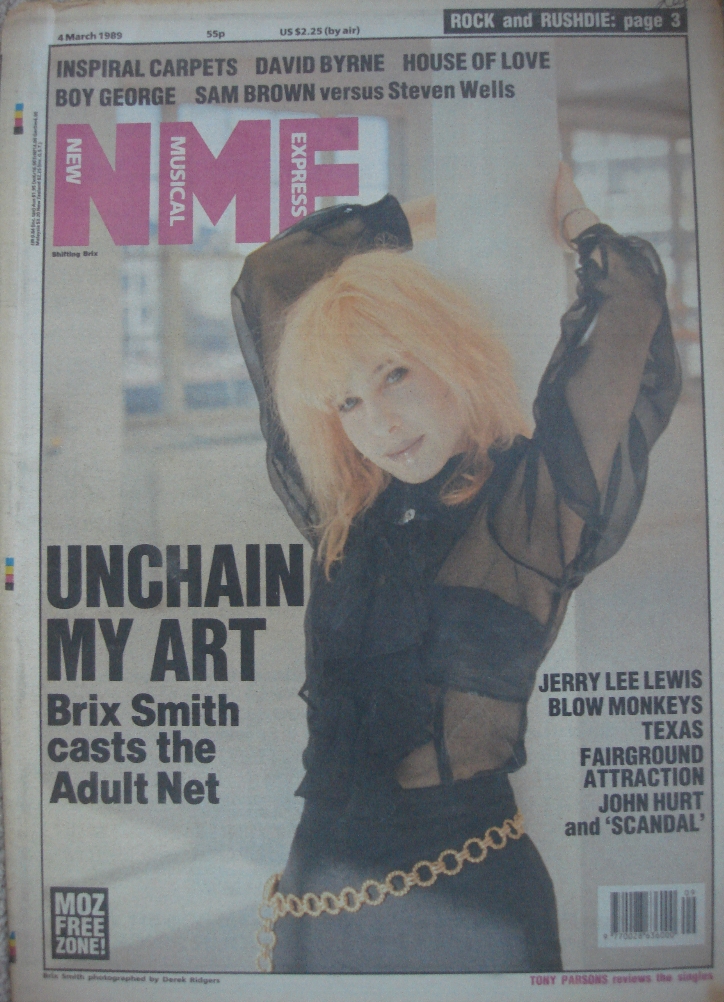 ROCK and RUSHDIE: page 3
4 March 1989 55p US $2.25 (by air)
INSPIRAL CARPETS DAVID BYRNE HOUSE OF LOVE
BOY GEORGE SAM BROWN versus Steven Wells
NME
NEW
MUSICAL
EXPRESS
Shifting Brix
UNCHAIN
MY ART
Brix Smith
casts the
Adult Net
JERRY LEE LEWIS
BLOW MONKEYS
TEXAS
FAIRGROUND
ATTRACTION
JOHN HURT
and ‘SCANDAL’
MOZ
FREE
ZONE!
09
Brix Smith photographed by Derek Ridgers
TONY PARSONS reviews the singles